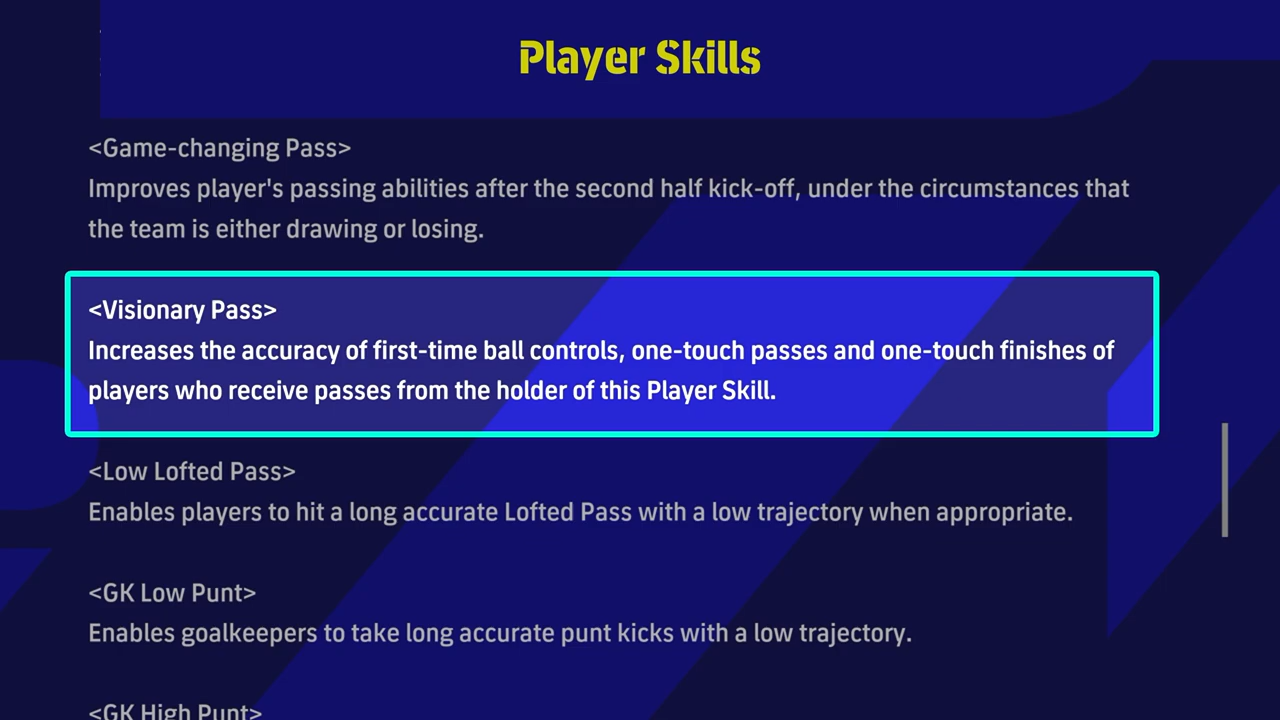 Player Skills
<Game-changing Pass>
Improves player's passing abilities after the second half kick-off, under the circumstances that
the team is either drawing or losing.
<Visionary Pass>
Increases the accuracy of first-time ball controls, one-touch passes and one-touch finishes of
players who receive passes from the holder of this Player Skill.
<Low Lofted Pass>
Enables players to hit a long accurate Lofted Pass with a low trajectory when appropriate.
<GK Low Punt>
Enables goalkeepers to take long accurate punt kicks with a low trajectory.
<GK High Punt>